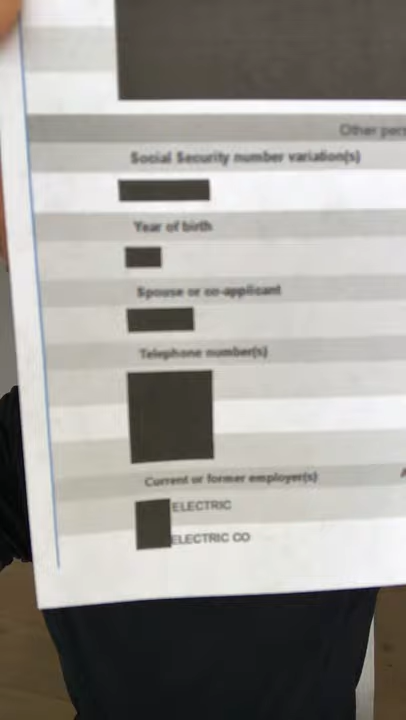 Other
Social Security number variation(s)
Year of birth
Spouse or co-applicant
Telephone number(s)
Current or former employer(s)
ELECTRIC
ELECTRIC CO